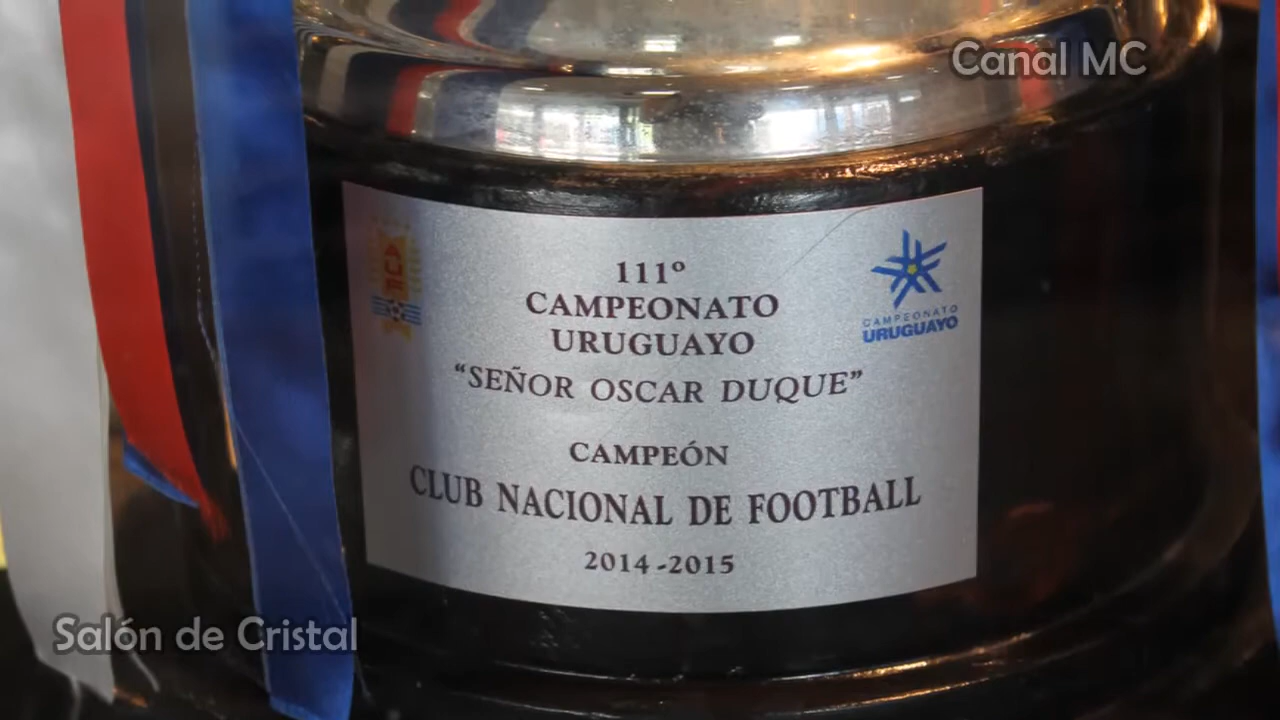 Canal MC
AUF
111º
CAMPEONATO
URUGUAYO
"SEÑOR OSCAR DUQUE"
CAMPEÓN
CLUB NACIONAL DE FOOTBALL
2014-2015
CAMPEONATO
URUGUAYO
Salón de Cristal